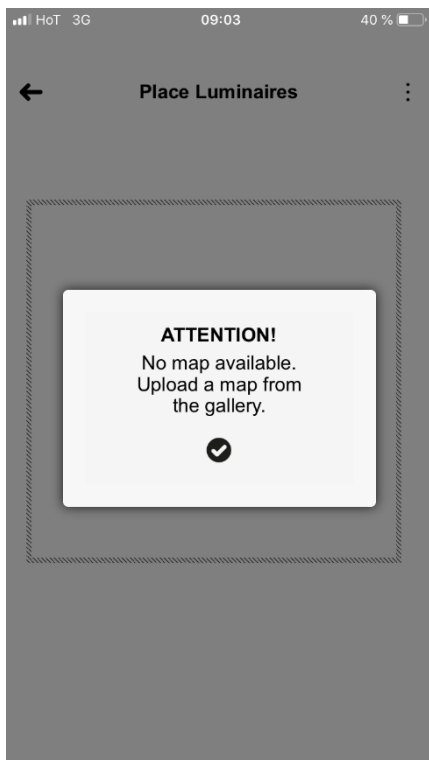 HoT 3G 09:03 40 %
Place Luminaires
ATTENTION!
No map available.
Upload a map from
the gallery.